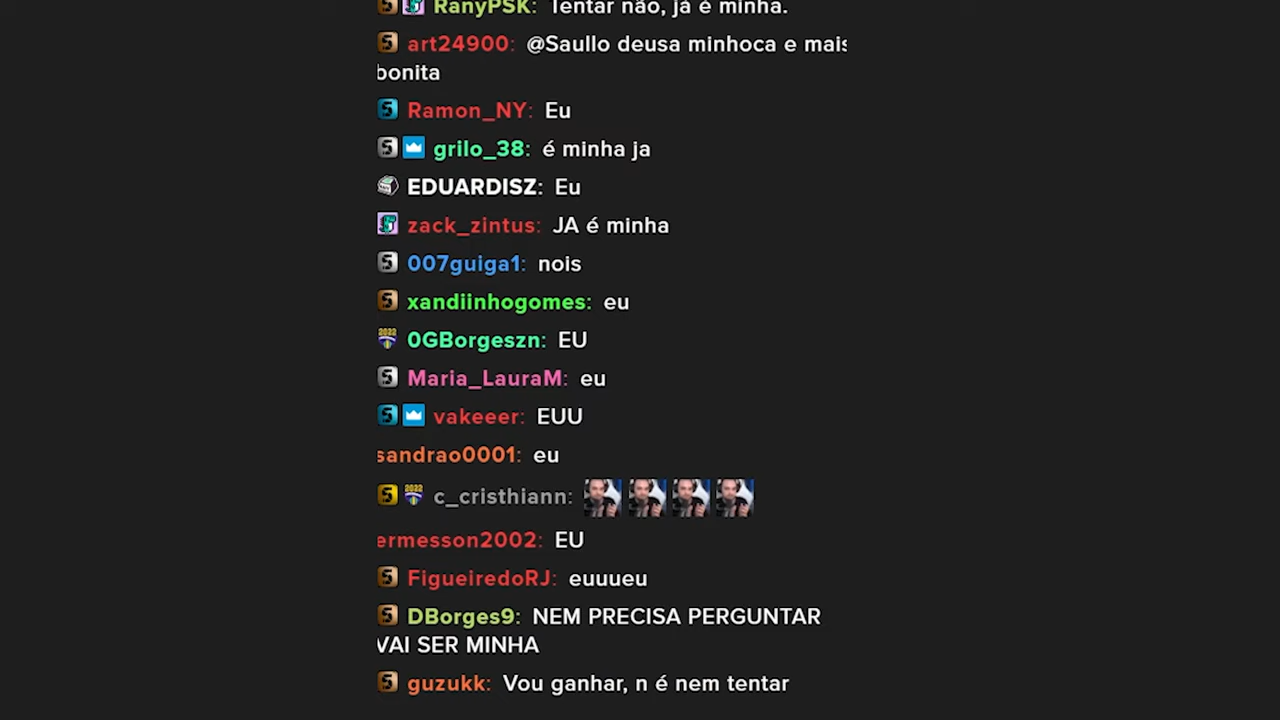 RanyPSK: Tentar não, já é minha.
art24900: @Saullo deusa minhoca e mais
bonita
Ramon_NY: Eu
grilo_38: é minha ja
EDUARDISZ: Eu
zack_zintus: JA é minha
007guiga1: nois
xandiinhogomes: eu
2022 0GBorgeszn: EU
Maria_LauraM: eu
vakeeer: EUU
sandrao0001: eu
2022 c_cristhiann:
ermesson2002: EU
FigueiredoRJ: euuueu
DBorges9: NEM PRECISA PERGUNTAR
VAI SER MINHA
guzukk: Vou ganhar, n é nem tentar